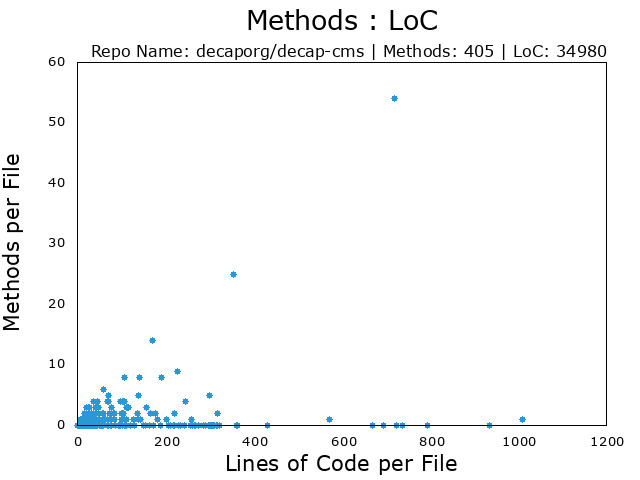 Methods : LoC
Repo Name: decaporg/decap-cms | Methods: 405 | LoC: 34980
60
50
40
30
20
10
0
Methods per File
0 200 400 600 800 1000 1200
Lines of Code per File